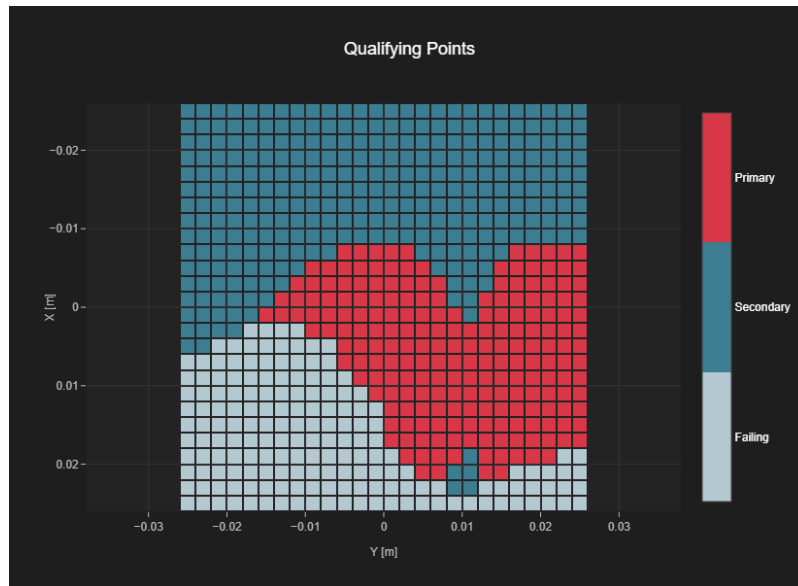 Qualifying Points
−0.02
−0.01
0
0.01
0.02
X [m]
−0.03
−0.02
−0.01
0
0.01
0.02
0.03
Y [m]
Primary
Secondary
Failing